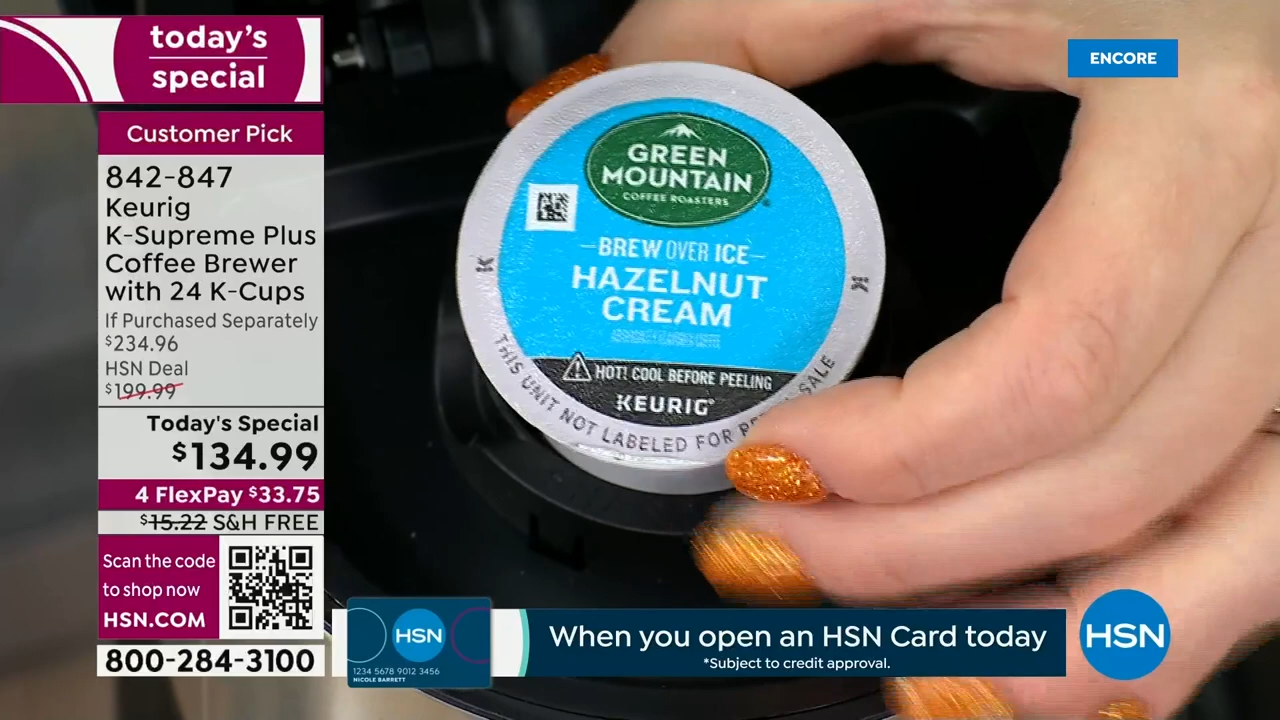 today's
special
Customer Pick
842-847
Keurig
K-Supreme Plus
Coffee Brewer
with 24 K-Cups
If Purchased Separately
$234.96
HSN Deal
$199.99
Today's Special
$134.99
4 FlexPay $33.75
$15.22 S&H FREE
Scan the code
to shop now
HSN.COM
800-284-3100
ENCORE
GREEN
MOUNTAIN
COFFEE ROASTERS
BREW OVER ICE
HAZELNUT
CREAM
HOT! COOL BEFORE PEELING
KEURIG
THIS UNIT NOT LABELED FOR SALE
HSN
1234 5678 9012 3456
NICOLE BARRETT
When you open an HSN Card today
*Subject to credit approval.
HSN